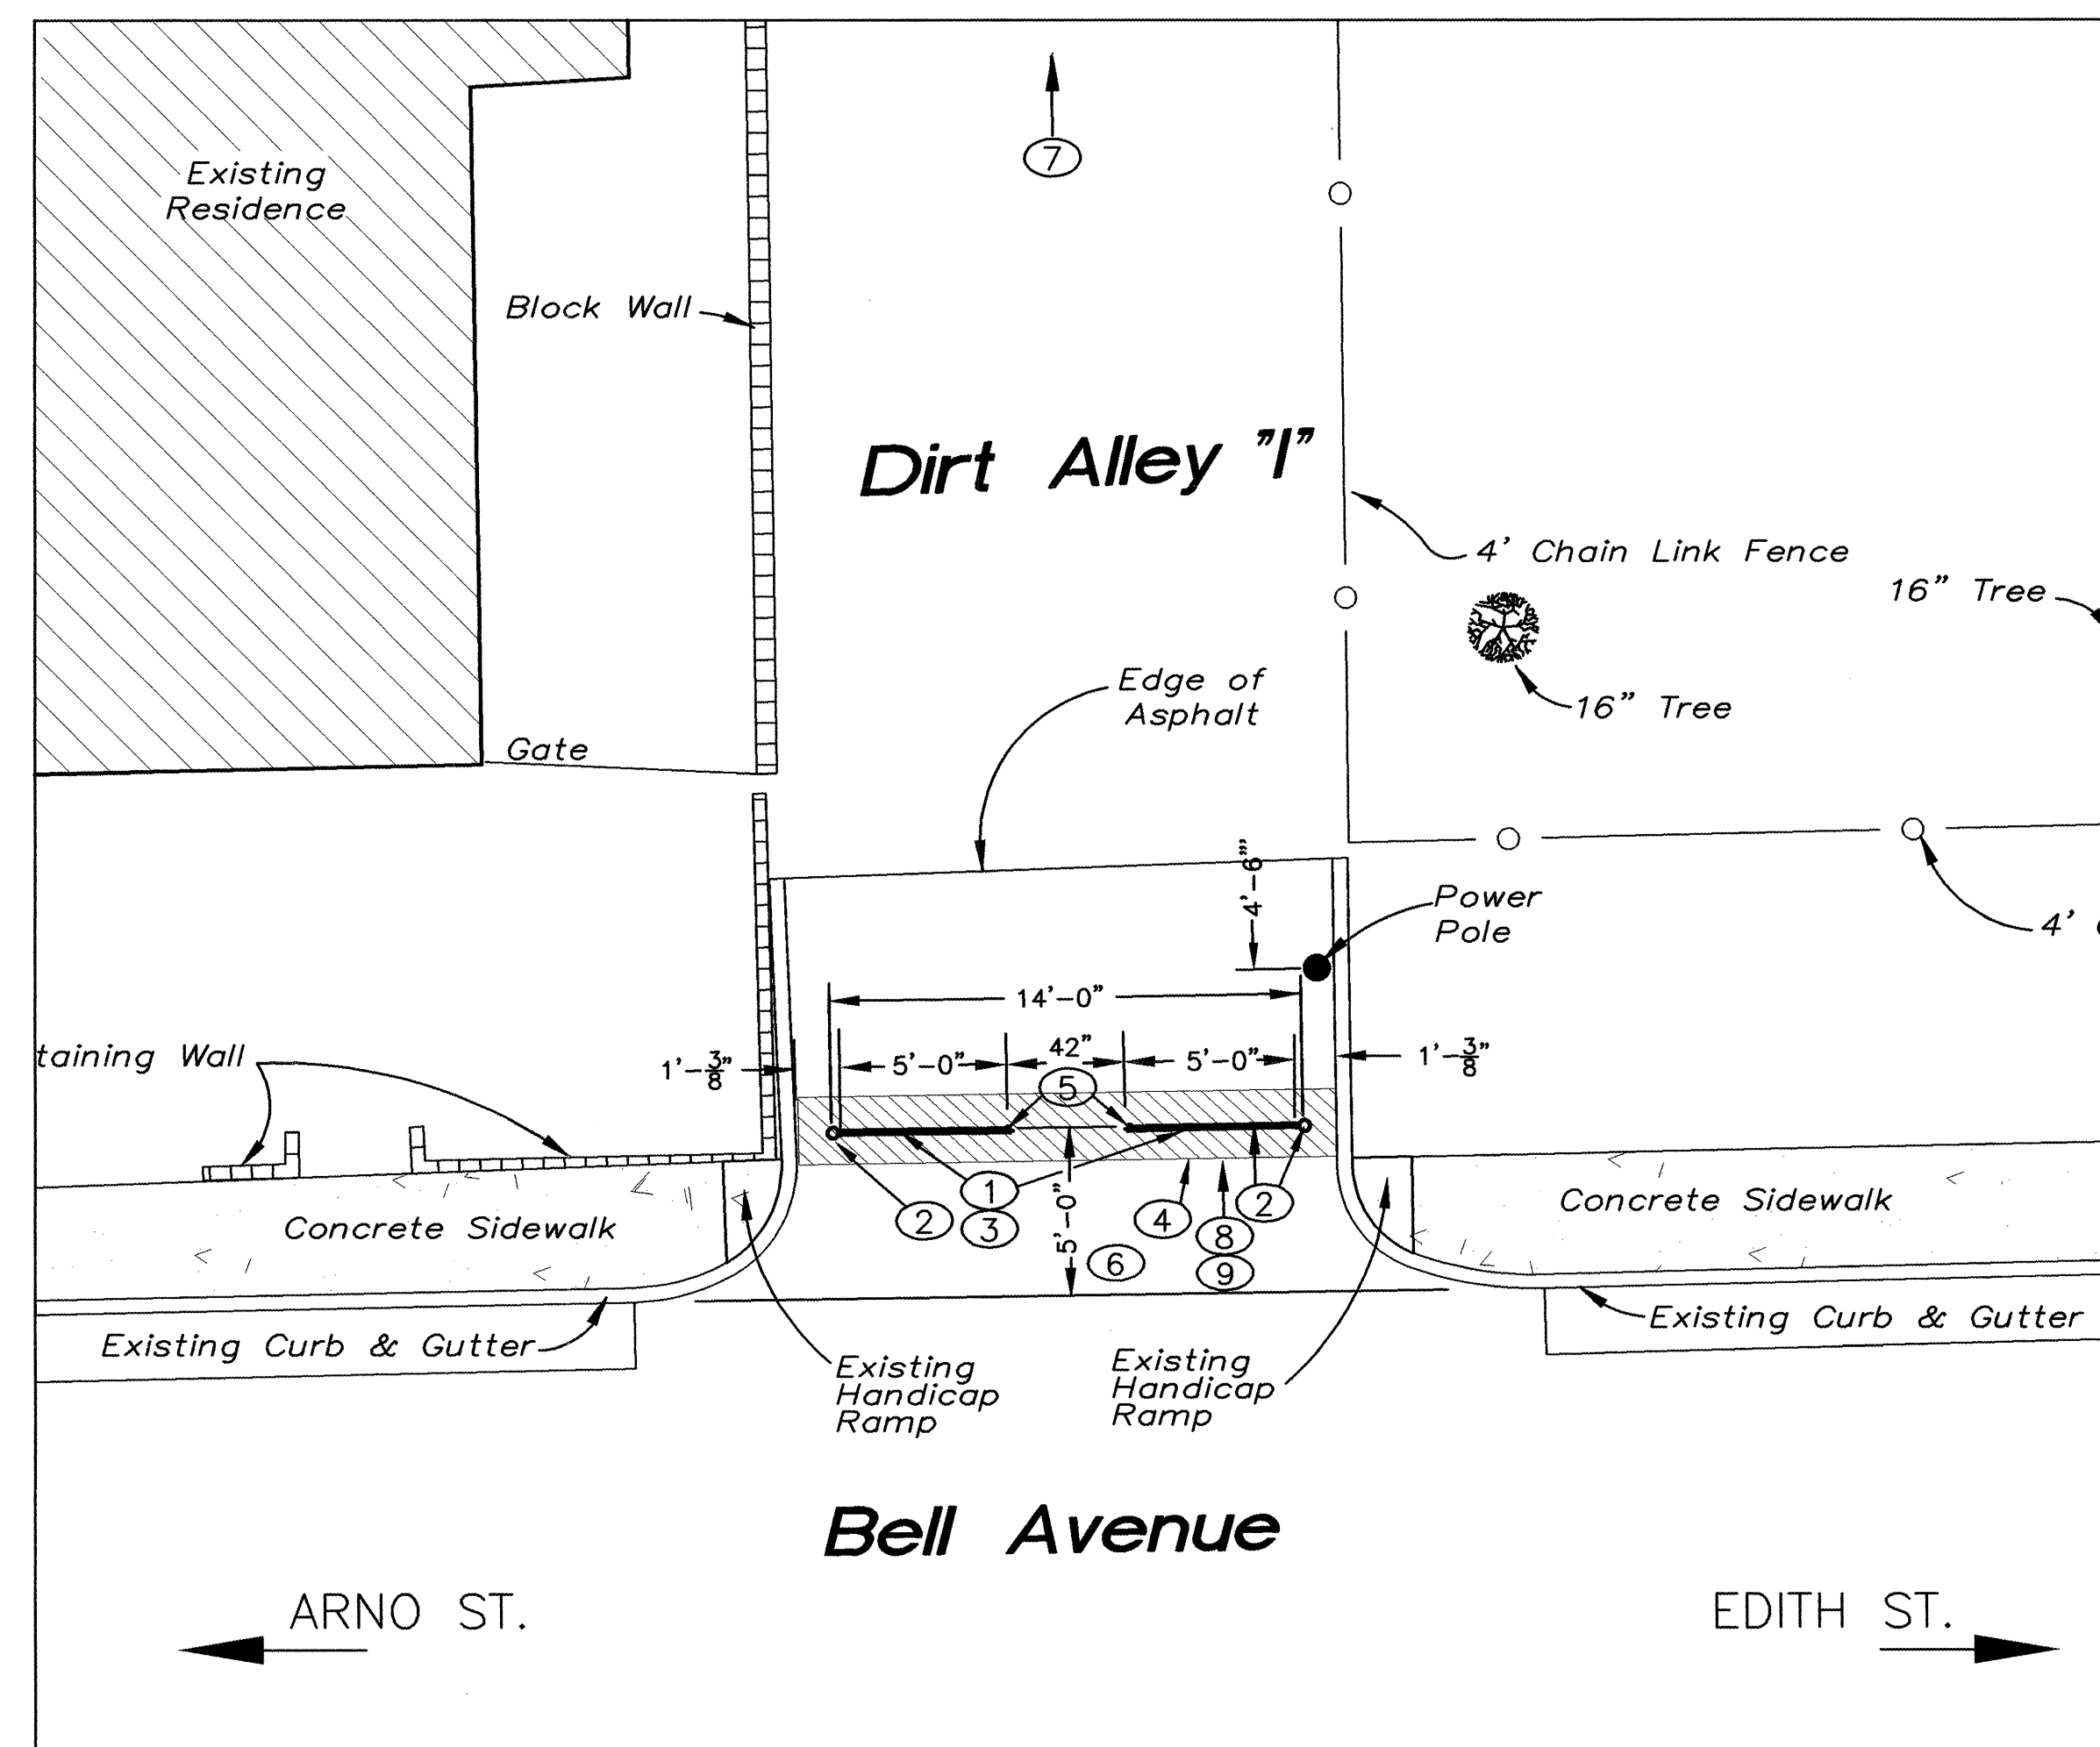 7
Existing
Residence
Block Wall
Dirt Alley "I"
4' Chain Link Fence
16" Tree
16" Tree
Edge of
Asphalt
Gate
4'-6"'
Power
Pole
4'
14'-0"
taining Wall
1'-3/8"
5'-0"
42"
5'-0"
1'-3/8"
5
1
2
3
5'-0"
4
2
8
6
9
Concrete Sidewalk
Concrete Sidewalk
Existing Curb & Gutter
Existing Curb & Gutter
Existing
Handicap
Ramp
Existing
Handicap
Ramp
Bell Avenue
ARNO ST.
EDITH ST.